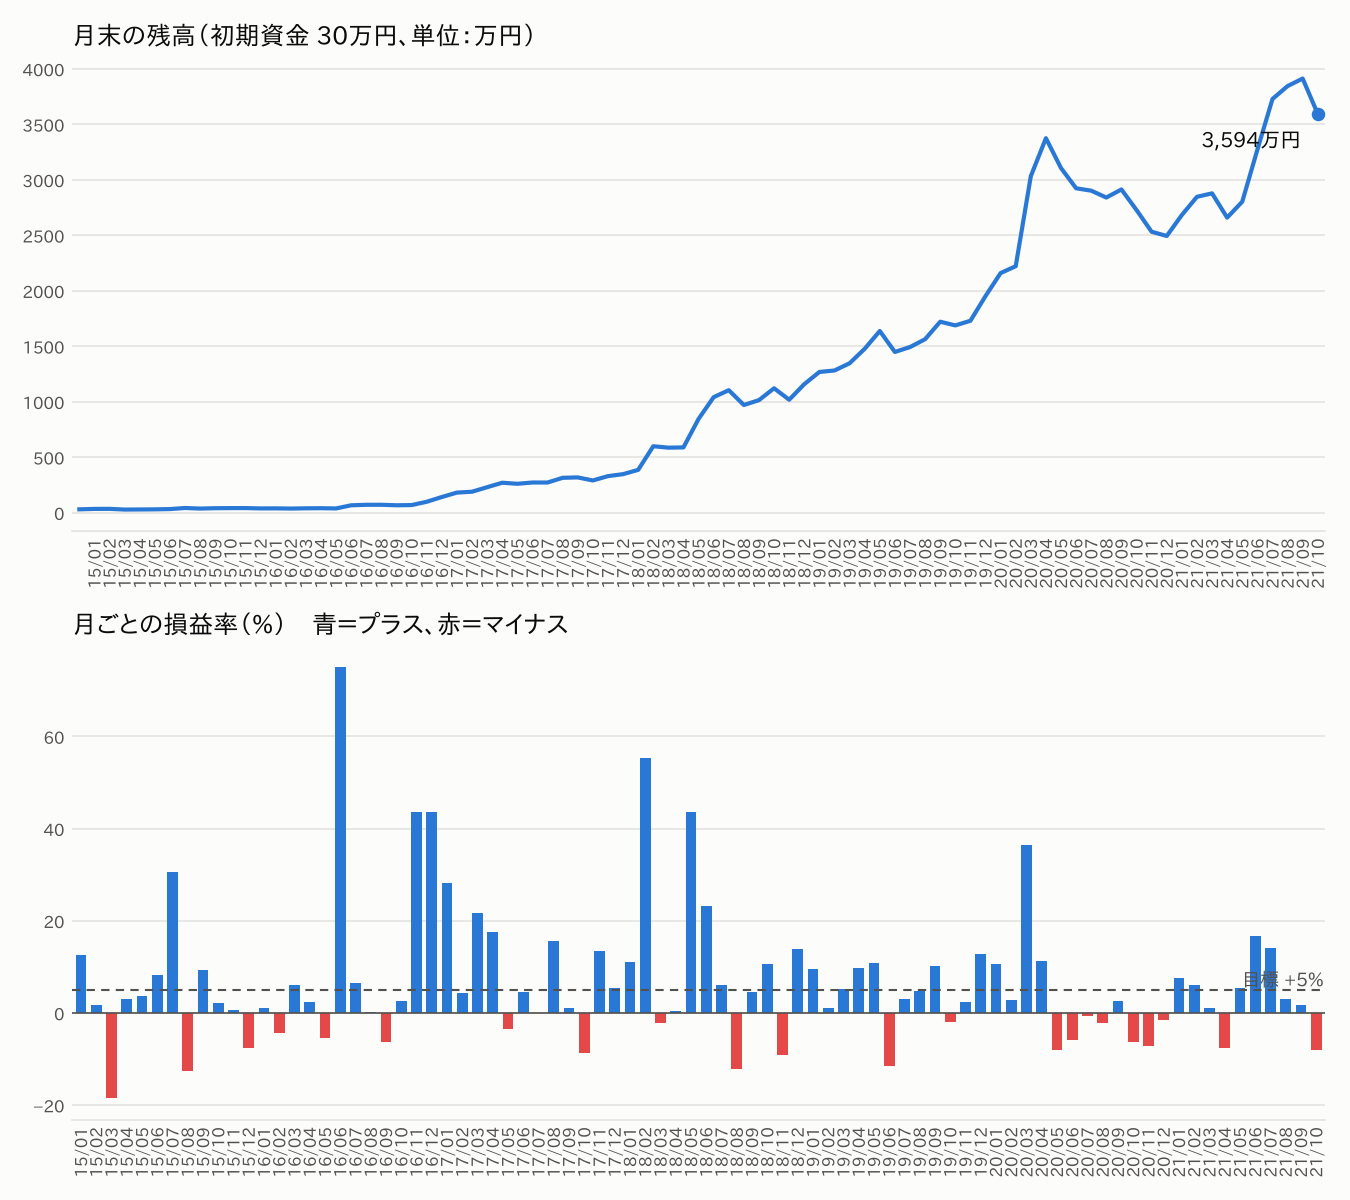 月末の残高（初期資金 30万円、単位：万円）
4000
3500
3,594万円
3000
2500
2000
1500
1000
500
0
15/01 15/02 15/03 15/04 15/05 15/06 15/07 15/08 15/09 15/10 15/11 15/12 16/01 16/02 16/03 16/04 16/05 16/06 16/07 16/08 16/09 16/10 16/11 16/12 17/01 17/02 17/03 17/04 17/05 17/06 17/07 17/08 17/09 17/10 17/11 17/12 18/01 18/02 18/03 18/04 18/05 18/06 18/07 18/08 18/09 18/10 18/11 18/12 19/01 19/02 19/03 19/04 19/05 19/06 19/07 19/08 19/09 19/10 19/11 19/12 20/01 20/02 20/03 20/04 20/05 20/06 20/07 20/08 20/09 20/10 20/11 20/12 21/01 21/02 21/03 21/04 21/05 21/06 21/07 21/08 21/09 21/10
月ごとの損益率（%）　青＝プラス、赤＝マイナス
60
40
20
目標 +5%
0
−20
15/01 15/02 15/03 15/04 15/05 15/06 15/07 15/08 15/09 15/10 15/11 15/12 16/01 16/02 16/03 16/04 16/05 16/06 16/07 16/08 16/09 16/10 16/11 16/12 17/01 17/02 17/03 17/04 17/05 17/06 17/07 17/08 17/09 17/10 17/11 17/12 18/01 18/02 18/03 18/04 18/05 18/06 18/07 18/08 18/09 18/10 18/11 18/12 19/01 19/02 19/03 19/04 19/05 19/06 19/07 19/08 19/09 19/10 19/11 19/12 20/01 20/02 20/03 20/04 20/05 20/06 20/07 20/08 20/09 20/10 20/11 20/12 21/01 21/02 21/03 21/04 21/05 21/06 21/07 21/08 21/09 21/10